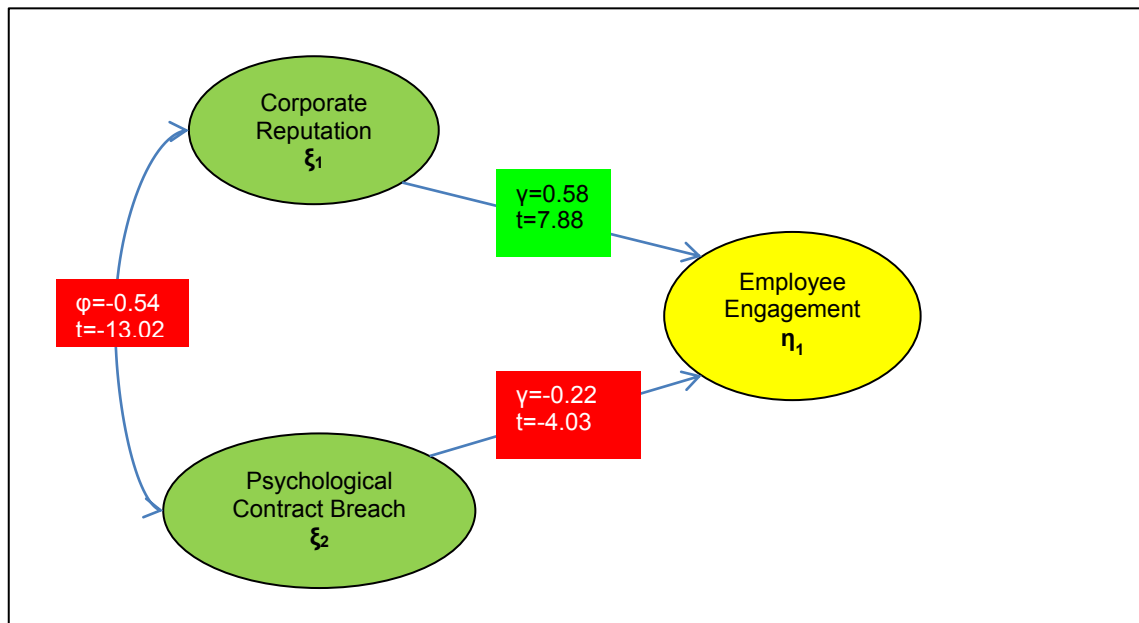 Corporate
Reputation
ξ₁
γ=0.58
t=7.88
φ=-0.54
t=-13.02
Employee
Engagement
η₁
γ=-0.22
t=-4.03
Psychological
Contract Breach
ξ₂